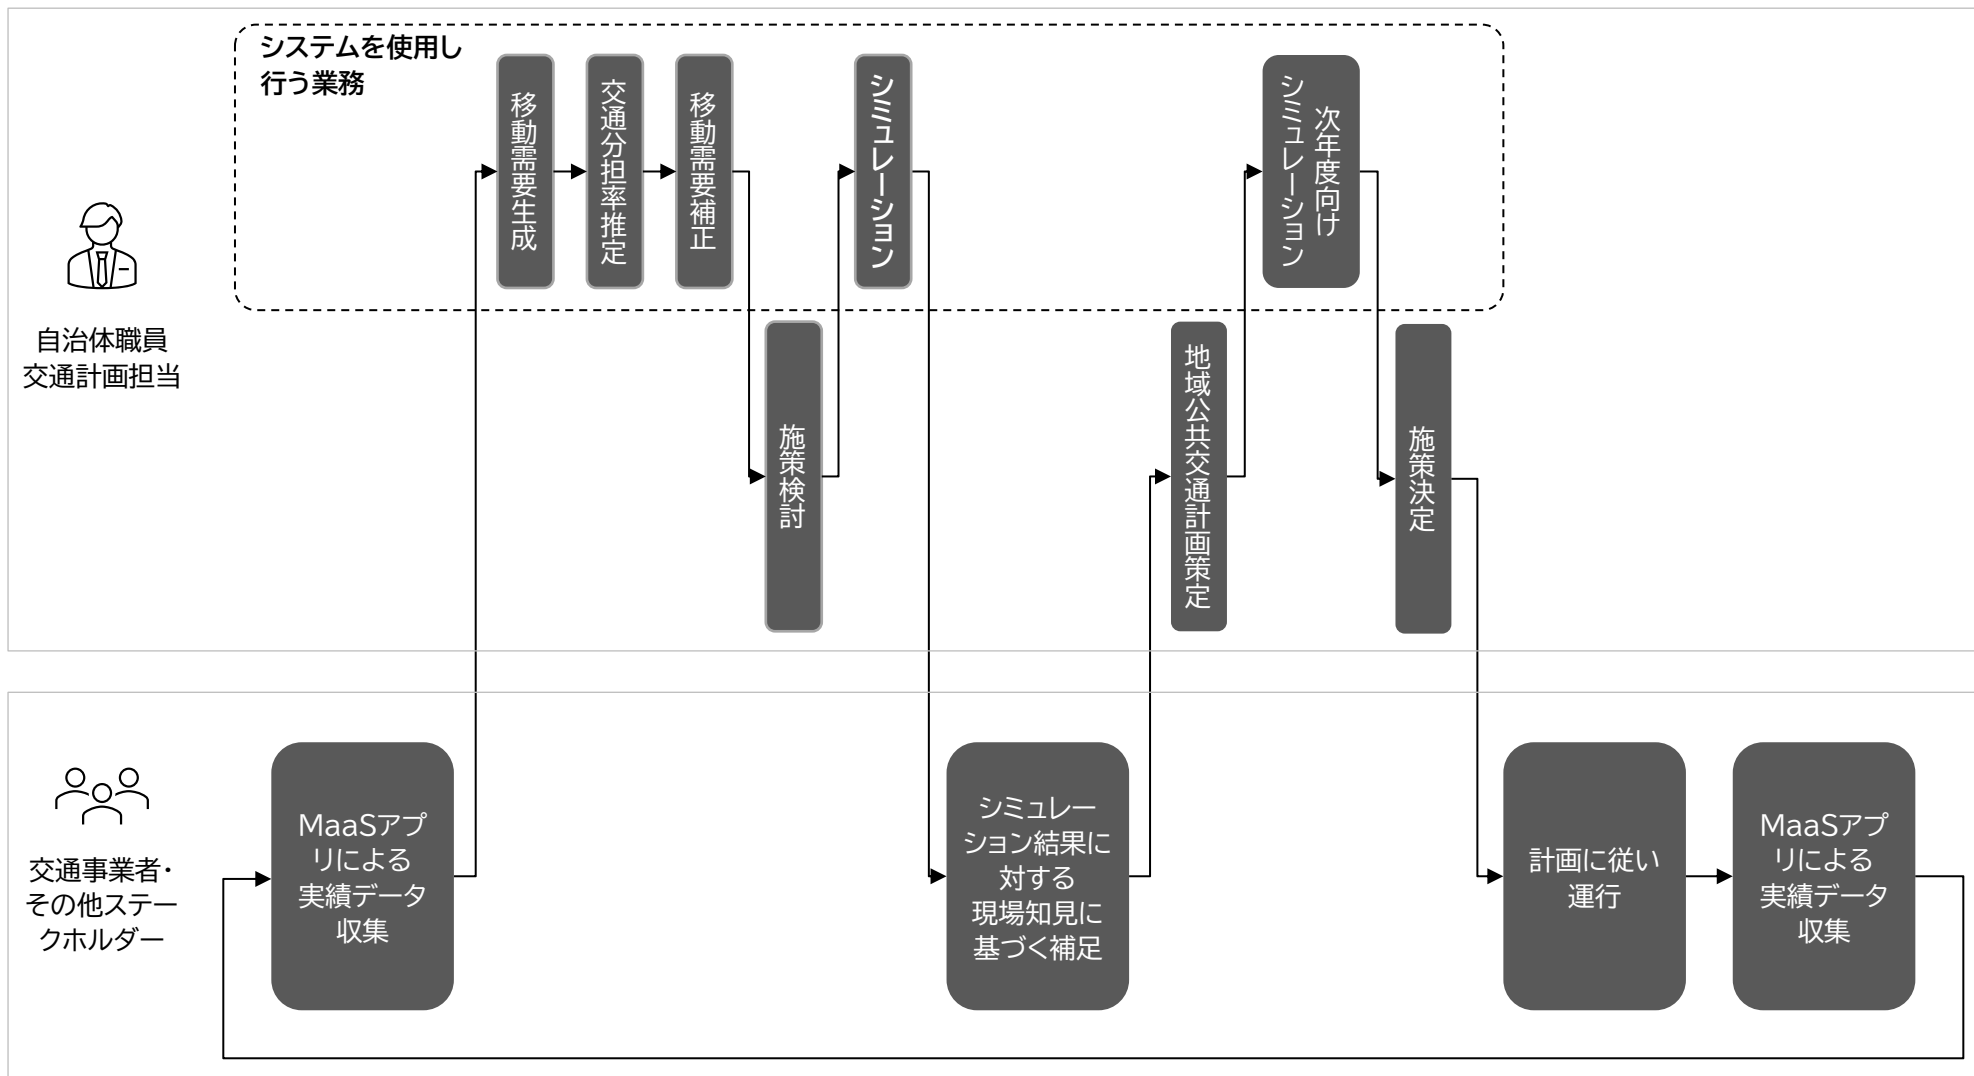 システムを使用し
行う業務
移動需要生成
交通分担率推定
移動需要補正
シミュレーション
次年度向け
シミュレーション
自治体職員
交通計画担当
施策検討
地域公共交通計画策定
施策決定
交通事業者・
その他ステー
クホルダー
MaaSアプ
リによる
実績データ
収集
シミュレー
ション結果に
対する
現場知見に
基づく補足
計画に従い
運行
MaaSアプ
リによる
実績データ
収集